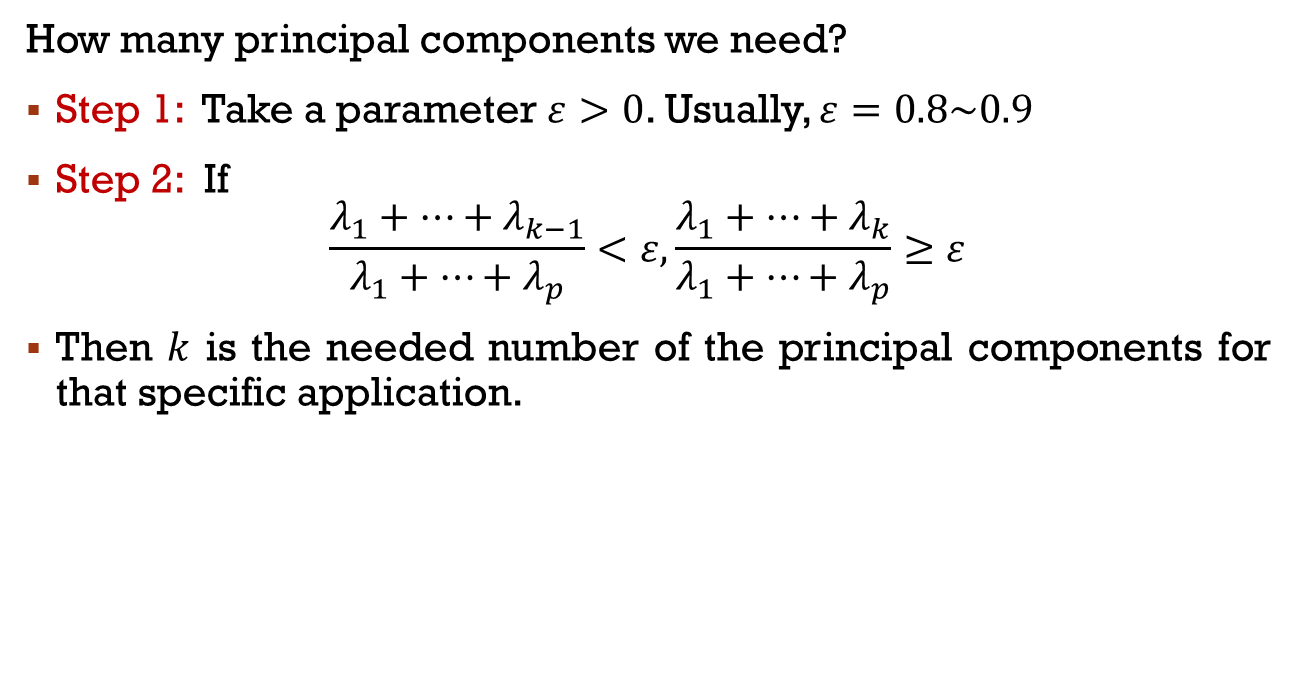 How many principal components we need?
▪ Step 1: Take a parameter 𝜀 > 0. Usually, 𝜀 = 0.8~0.9
▪ Step 2: If
λ₁ + ⋯ + λₖ₋₁ / λ₁ + ⋯ + λₚ < 𝜀, λ₁ + ⋯ + λₖ / λ₁ + ⋯ + λₚ ≥ 𝜀
▪ Then 𝑘 is the needed number of the principal components for
that specific application.